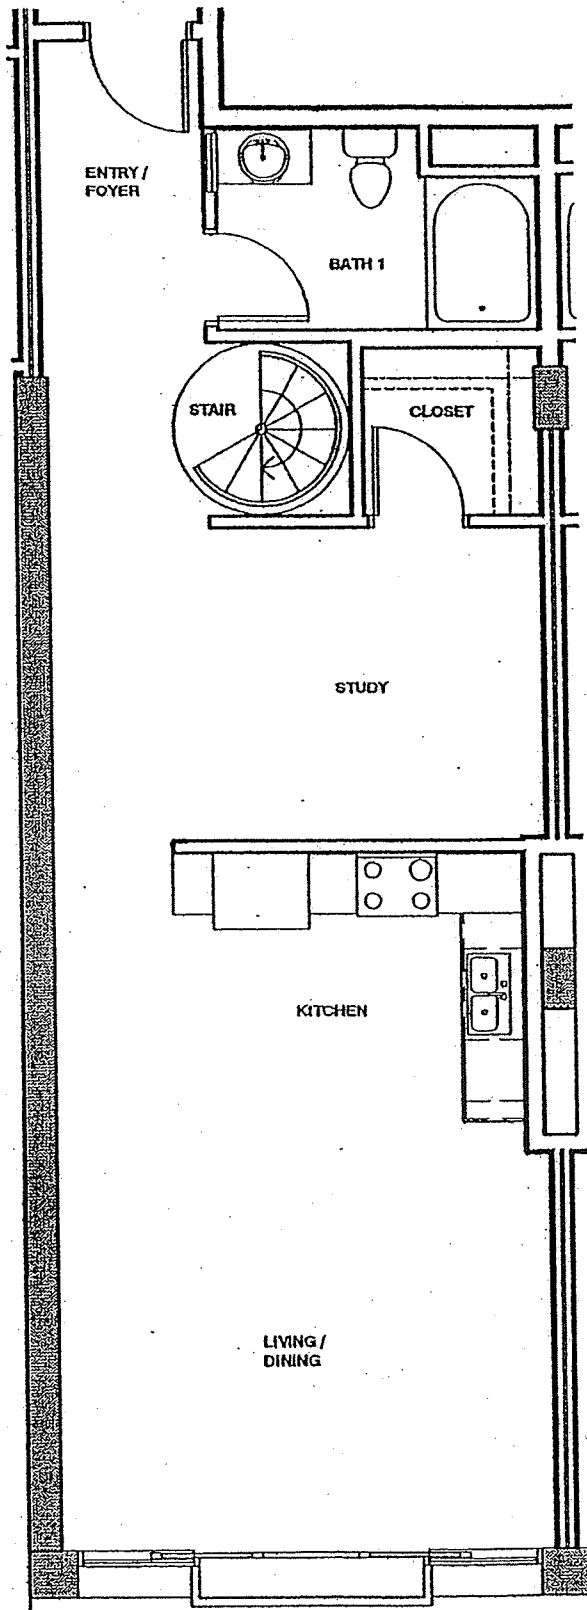 ENTRY /
FOYER
BATH 1
STAIR
CLOSET
STUDY
KITCHEN
LIVING /
DINING